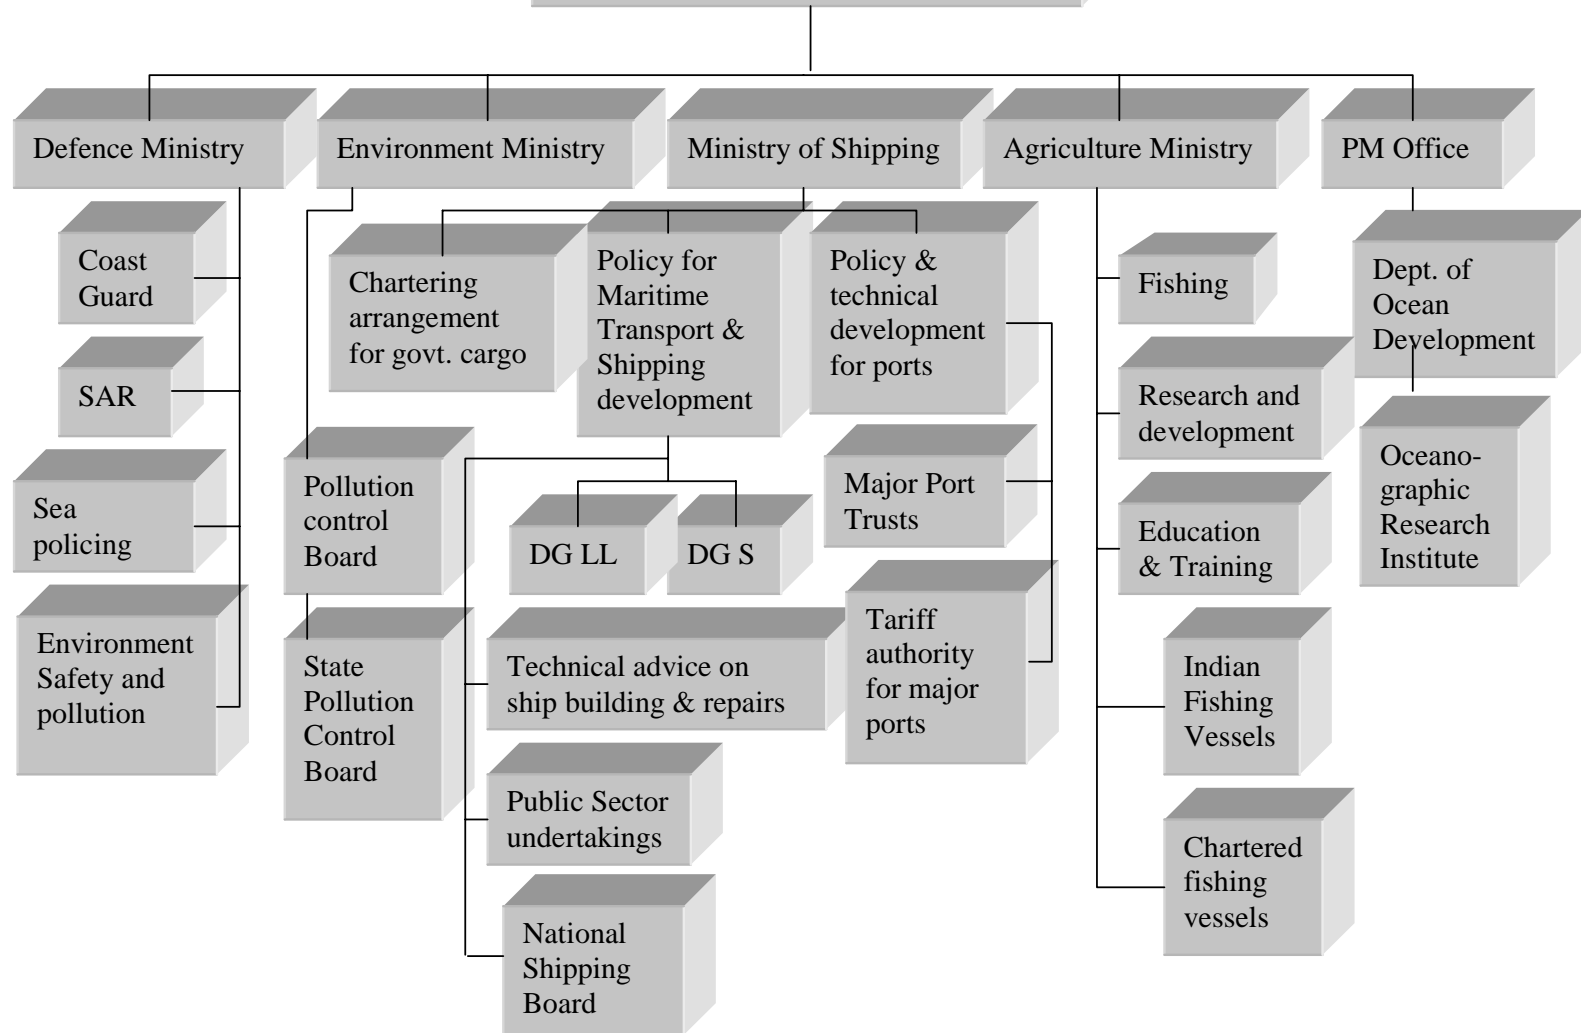 Defence Ministry
Environment Ministry
Ministry of Shipping
Agriculture Ministry
PM Office
Coast
Guard
SAR
Sea
policing
Environment
Safety and
pollution
Pollution
control
Board
State
Pollution
Control
Board
Chartering
arrangement
for govt. cargo
Policy for
Maritime
Transport &
Shipping
development
Policy &
technical
development
for ports
DG LL
DG S
Technical advice on
ship building & repairs
Public Sector
undertakings
National
Shipping
Board
Major Port
Trusts
Tariff
authority
for major
ports
Fishing
Research and
development
Education
& Training
Indian
Fishing
Vessels
Chartered
fishing
vessels
Dept. of
Ocean
Development
Oceano-
graphic
Research
Institute